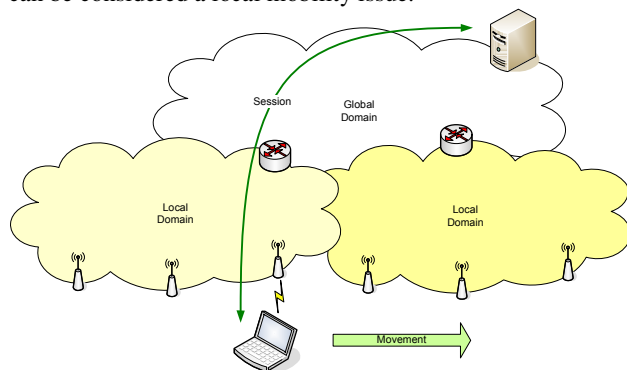 can be considered a local mobility issue.
Session
Global
Domain
Local
Domain
Local
Domain
Movement